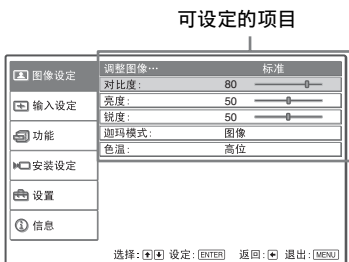 可设定的项目
图像设定
输入设定
功能
安装设定
设置
信息
调整图像… 标准
对比度: 80
亮度: 50
锐度: 50
迦玛模式: 图像
色温: 高位
选择: 设定: ENTER 返回: 退出: MENU